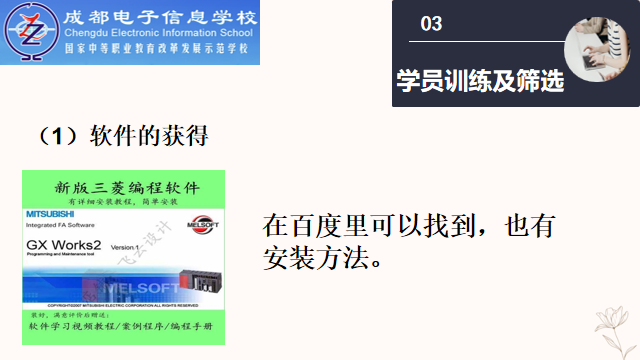 成都电子信息学校
Chengdu Electronic Information School
国家中等职业教育改革发展示范学校
03
学员训练及筛选
（1）软件的获得
新版三菱编程软件
有详细安装教程，简单安装
MITSUBISHI
Integrated FA Software
MELSOFT
GX Works2 Version 1
Programming and Maintenance tool
MELSOFT
COPYRIGHT©2007 MITSUBISHI ELECTRIC CORPORATION ALL RIGHTS RESERVED
装好，满意评价后赠送：
软件学习视频教程/案例程序/编程手册
在百度里可以找到，也有
安装方法。